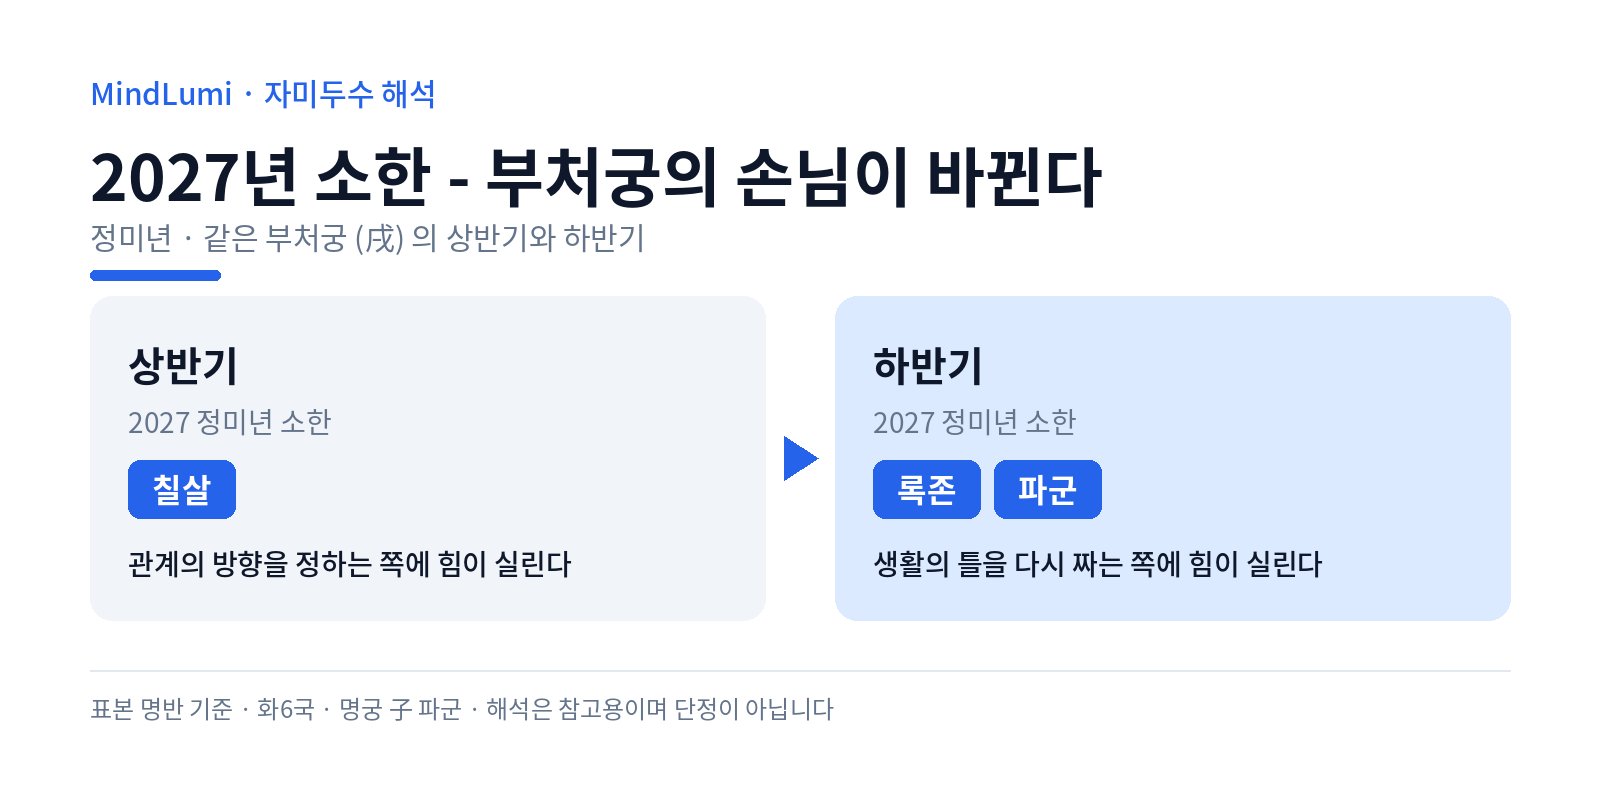 MindLumi · 자미두수 해석
2027년 소한 - 부처궁의 손님이 바뀐다
정미년 · 같은 부처궁 (戌) 의 상반기와 하반기
상반기
2027 정미년 소한
칠살
관계의 방향을 정하는 쪽에 힘이 실린다
하반기
2027 정미년 소한
록존 파군
생활의 틀을 다시 짜는 쪽에 힘이 실린다
표본 명반 기준 · 화6국 · 명궁 子 파군 · 해석은 참고용이며 단정이 아닙니다